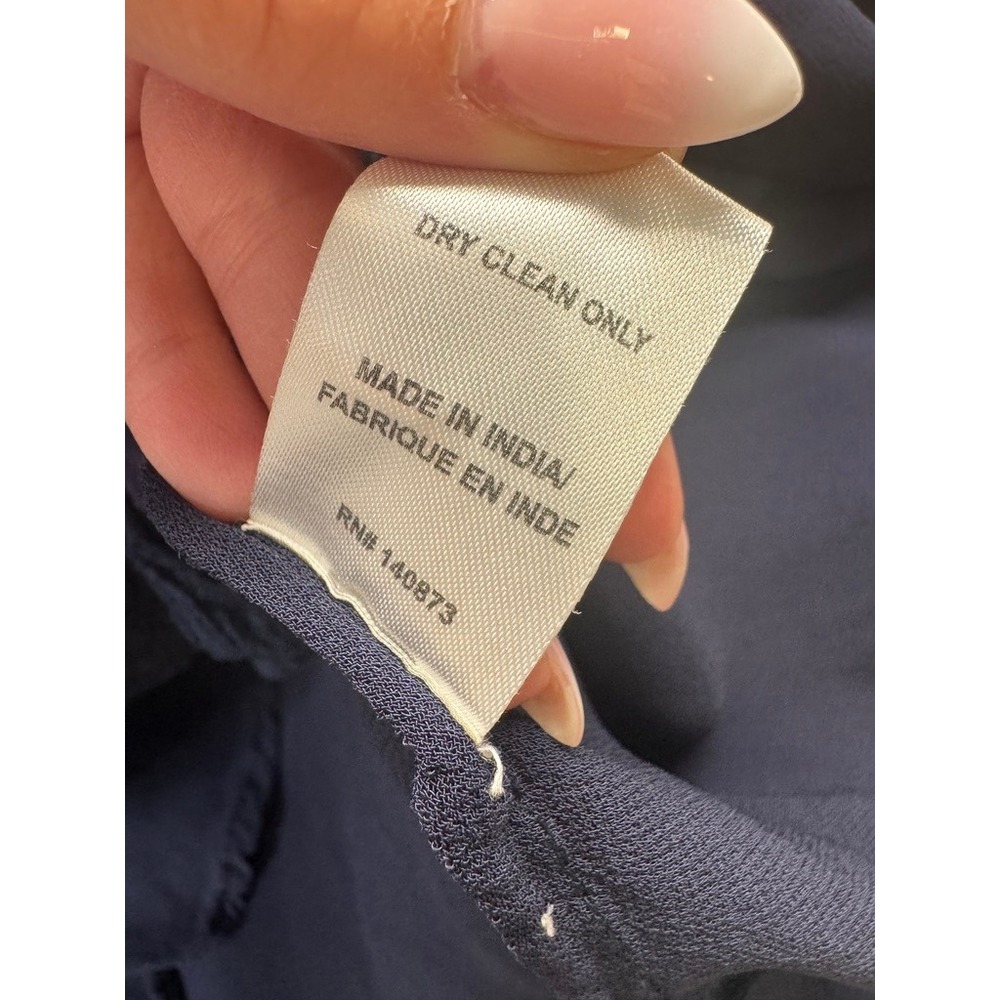 DRY CLEAN ONLY
MADE IN INDIA/
FABRIQUE EN INDE
RN# 140873